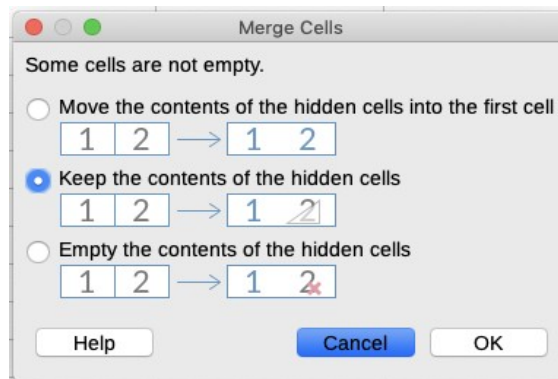 Merge Cells
Some cells are not empty.
Move the contents of the hidden cells into the first cell
1 2 → 1 2
Keep the contents of the hidden cells
1 2 → 1 2
Empty the contents of the hidden cells
1 2 → 1 2
Help Cancel OK